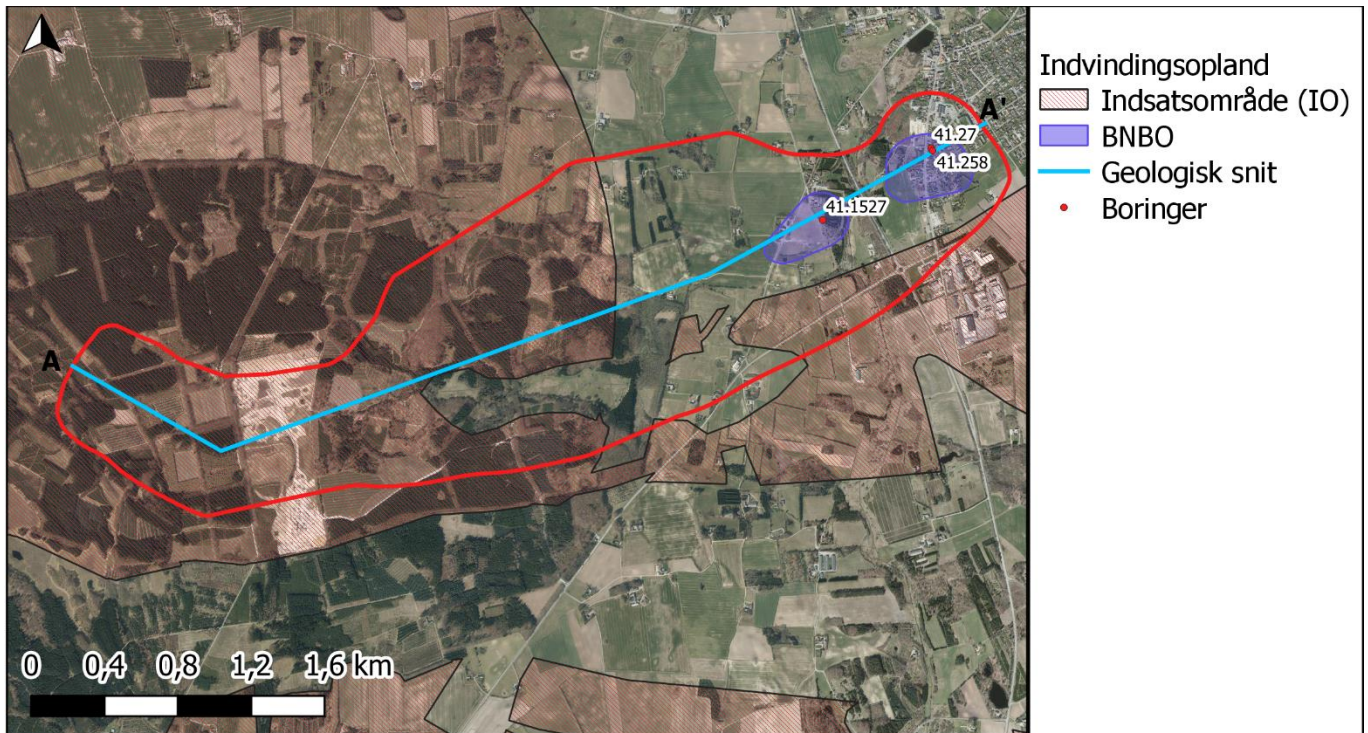 Indvindingsopland
Indsatsområde (IO)
BNBO
Geologisk snit
Boringer
A'
41.27
41.258
41.1527
A
0 0,4 0,8 1,2 1,6 km